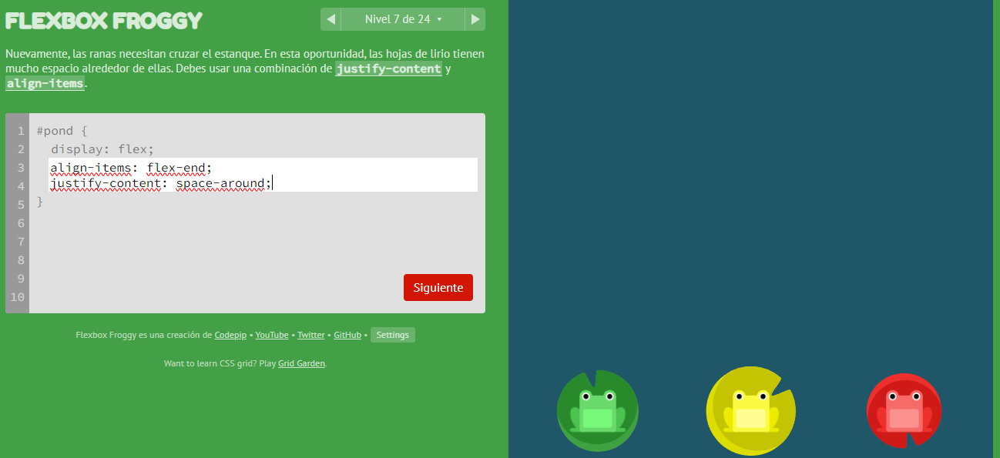 FLEXBOX FROGGY
Nivel 7 de 24
Nuevamente, las ranas necesitan cruzar el estanque. En esta oportunidad, las hojas de lirio tienen
mucho espacio alrededor de ellas. Debes usar una combinación de justify-content y
align-items.
1 #pond {
2 display: flex;
3 align-items: flex-end;
4 justify-content: space-around;
5 }
6
7
8
9
10
Siguiente
Flexbox Froggy es una creación de Codepip • YouTube • Twitter • GitHub • Settings
Want to learn CSS grid? Play Grid Garden.